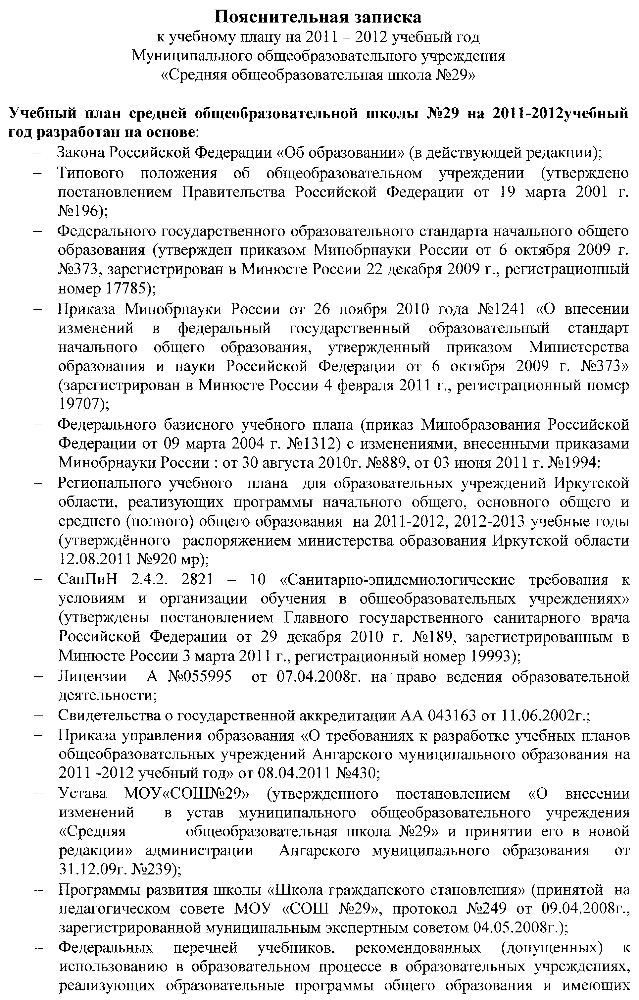 Пояснительная записка
к учебному плану на 2011 – 2012 учебный год
Муниципального общеобразовательного учреждения
«Средняя общеобразовательная школа №29»
Учебный план средней общеобразовательной школы №29 на 2011-2012учебный
год разработан на основе:
– Закона Российской Федерации «Об образовании» (в действующей редакции);
– Типового положения об общеобразовательном учреждении (утверждено
постановлением Правительства Российской Федерации от 19 марта 2001 г.
№196);
– Федерального государственного образовательного стандарта начального общего
образования (утвержден приказом Минобрнауки России от 6 октября 2009 г.
№373, зарегистрирован в Минюсте России 22 декабря 2009 г., регистрационный
номер 17785);
– Приказа Минобрнауки России от 26 ноября 2010 года №1241 «О внесении
изменений в федеральный государственный образовательный стандарт
начального общего образования, утвержденный приказом Министерства
образования и науки Российской Федерации от 6 октября 2009 г. №373»
(зарегистрирован в Минюсте России 4 февраля 2011 г., регистрационный номер
19707);
– Федерального базисного учебного плана (приказ Минобразования Российской
Федерации от 09 марта 2004 г. №1312) с изменениями, внесенными приказами
Минобрнауки России : от 30 августа 2010г. №889, от 03 июня 2011 г. №1994;
– Регионального учебного плана для образовательных учреждений Иркутской
области, реализующих программы начального общего, основного общего и
среднего (полного) общего образования на 2011-2012, 2012-2013 учебные годы
(утверждённого распоряжением министерства образования Иркутской области
12.08.2011 №920 мр);
– СанПиН 2.4.2. 2821 – 10 «Санитарно-эпидемиологические требования к
условиям и организации обучения в общеобразовательных учреждениях»
(утверждены постановлением Главного государственного санитарного врача
Российской Федерации от 29 декабря 2010 г. №189, зарегистрированным в
Минюсте России 3 марта 2011 г., регистрационный номер 19993);
– Лицензии А №055995 от 07.04.2008г. на право ведения образовательной
деятельности;
– Свидетельства о государственной аккредитации АА 043163 от 11.06.2002г.;
– Приказа управления образования «О требованиях к разработке учебных планов
общеобразовательных учреждений Ангарского муниципального образования на
2011 -2012 учебный год» от 08.04.2011 №430;
– Устава МОУ«СОШ№29» (утвержденного постановлением «О внесении
изменений в устав муниципального общеобразовательного учреждения
«Средняя общеобразовательная школа №29» и принятии его в новой
редакции» администрации Ангарского муниципального образования от
31.12.09г. №239);
– Программы развития школы «Школа гражданского становления» (принятой на
педагогическом совете МОУ «СОШ №29», протокол №249 от 09.04.2008г.,
зарегистрированной муниципальным экспертным советом 04.05.2008г.);
– Федеральных перечней учебников, рекомендованных (допущенных) к
использованию в образовательном процессе в образовательных учреждениях,
реализующих образовательные программы общего образования и имеющих